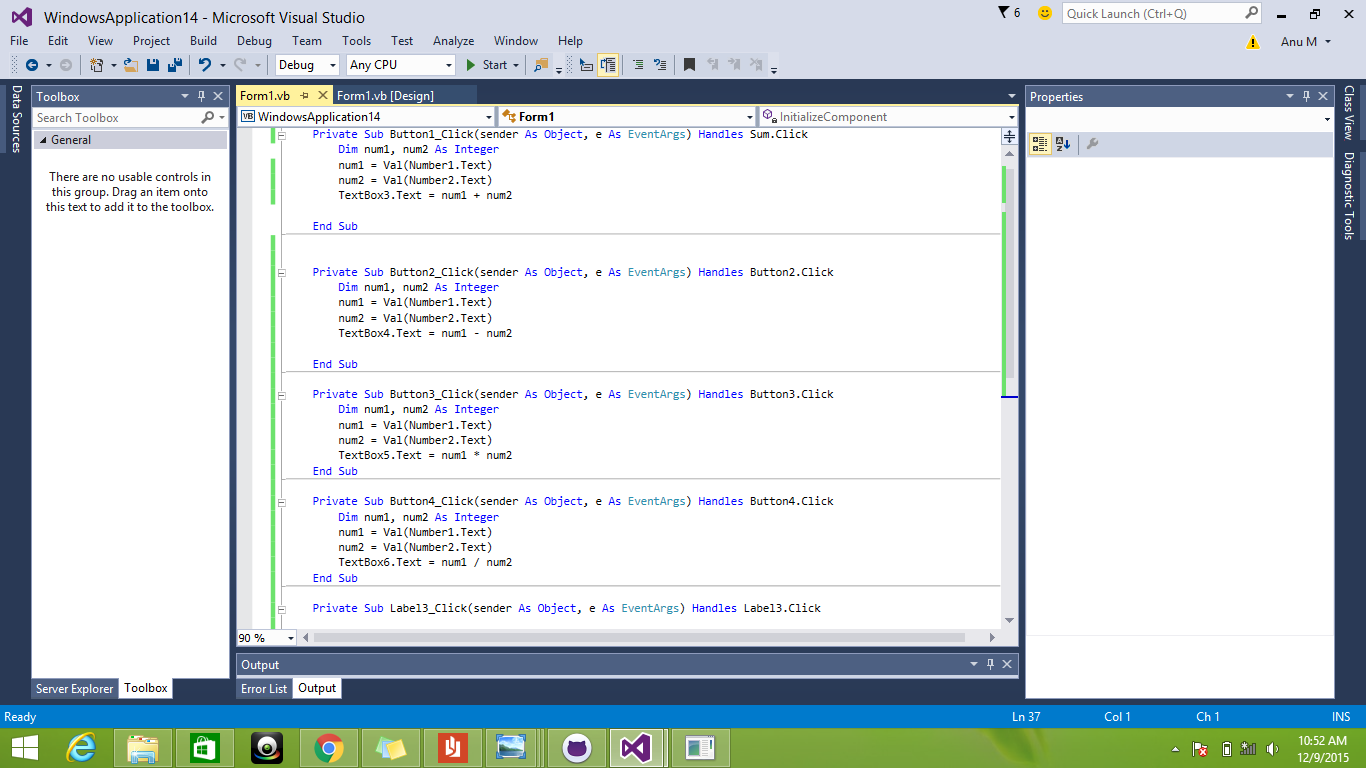 WindowsApplication14 - Microsoft Visual Studio
6
Quick Launch (Ctrl+Q)
File Edit View Project Build Debug Team Tools Test Analyze Window Help
Anu M
Debug Any CPU Start
Data Sources
Toolbox
Search Toolbox
General
There are no usable controls in
this group. Drag an item onto
this text to add it to the toolbox.
Server Explorer Toolbox
Form1.vb Form1.vb [Design]
VB WindowsApplication14 Form1 InitializeComponent
Private Sub Button1_Click(sender As Object, e As EventArgs) Handles Sum.Click
Dim num1, num2 As Integer
num1 = Val(Number1.Text)
num2 = Val(Number2.Text)
TextBox3.Text = num1 + num2
End Sub
Private Sub Button2_Click(sender As Object, e As EventArgs) Handles Button2.Click
Dim num1, num2 As Integer
num1 = Val(Number1.Text)
num2 = Val(Number2.Text)
TextBox4.Text = num1 - num2
End Sub
Private Sub Button3_Click(sender As Object, e As EventArgs) Handles Button3.Click
Dim num1, num2 As Integer
num1 = Val(Number1.Text)
num2 = Val(Number2.Text)
TextBox5.Text = num1 * num2
End Sub
Private Sub Button4_Click(sender As Object, e As EventArgs) Handles Button4.Click
Dim num1, num2 As Integer
num1 = Val(Number1.Text)
num2 = Val(Number2.Text)
TextBox6.Text = num1 / num2
End Sub
Private Sub Label3_Click(sender As Object, e As EventArgs) Handles Label3.Click
90 %
Output
Error List Output
Properties
Class View
Diagnostic Tools
Ready Ln 37 Col 1 Ch 1 INS
10:52 AM
12/9/2015